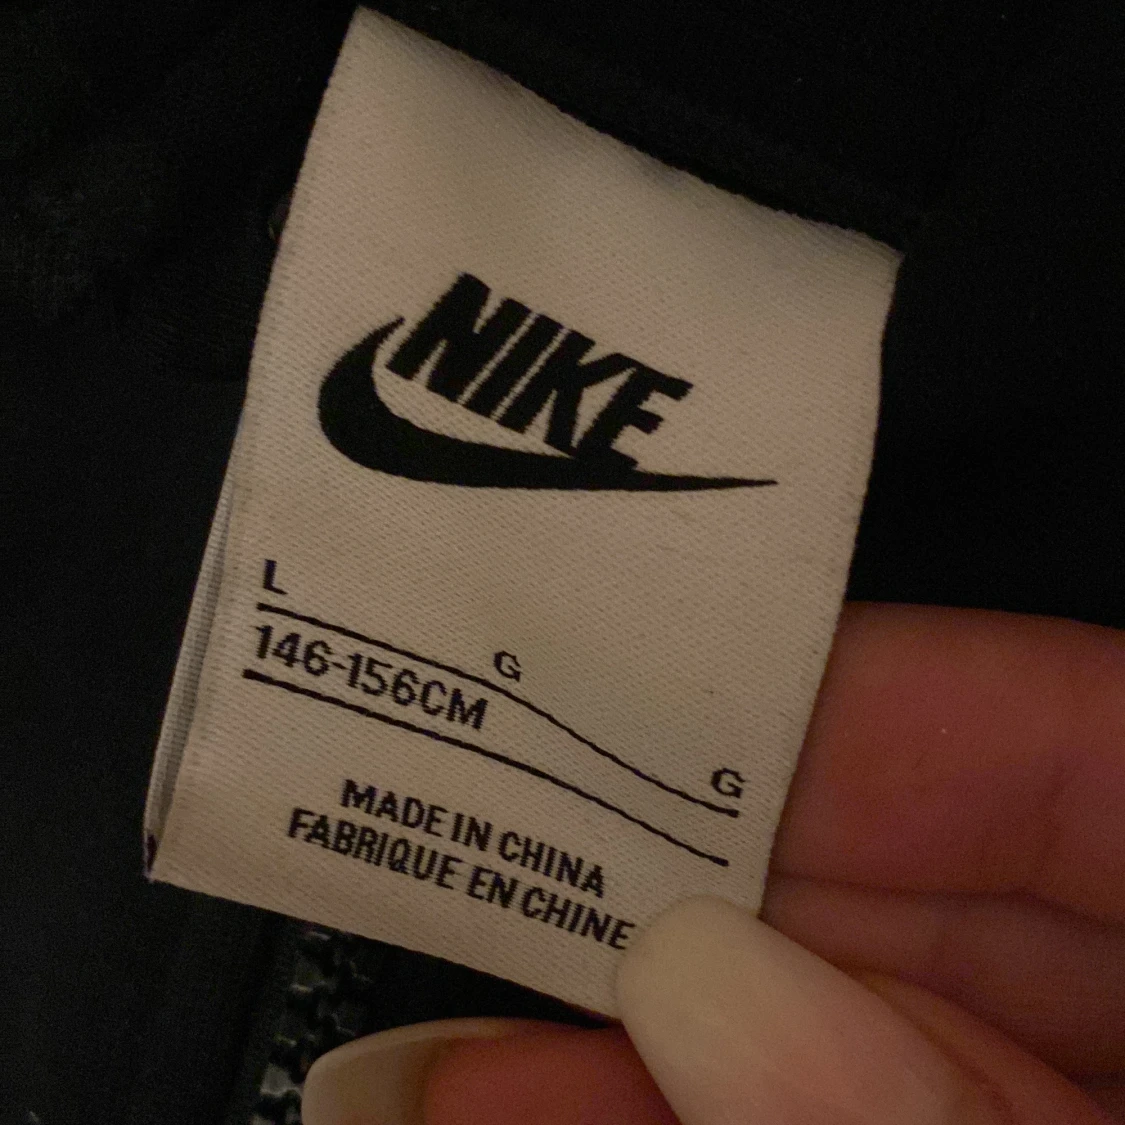 NIKE
L G G
146-156CM
MADE IN CHINA
FABRIQUE EN CHINE